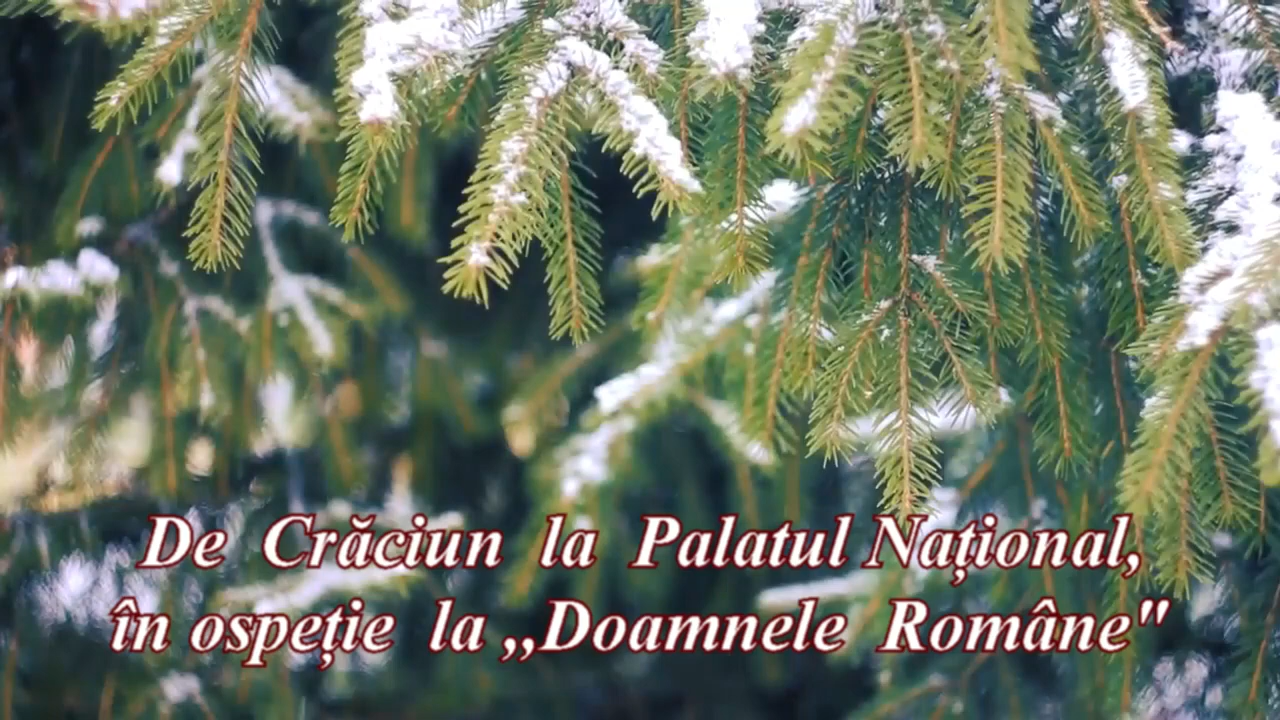 De Crăciun la Palatul Național,
în ospeție la ,,Doamnele Române"